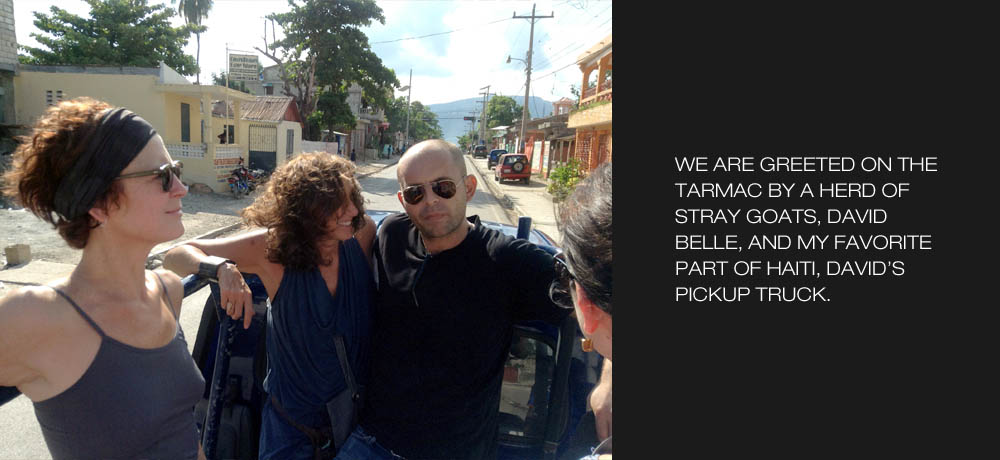 WE ARE GREETED ON THE
TARMAC BY A HERD OF
STRAY GOATS, DAVID
BELLE, AND MY FAVORITE
PART OF HAITI, DAVID'S
PICKUP TRUCK.